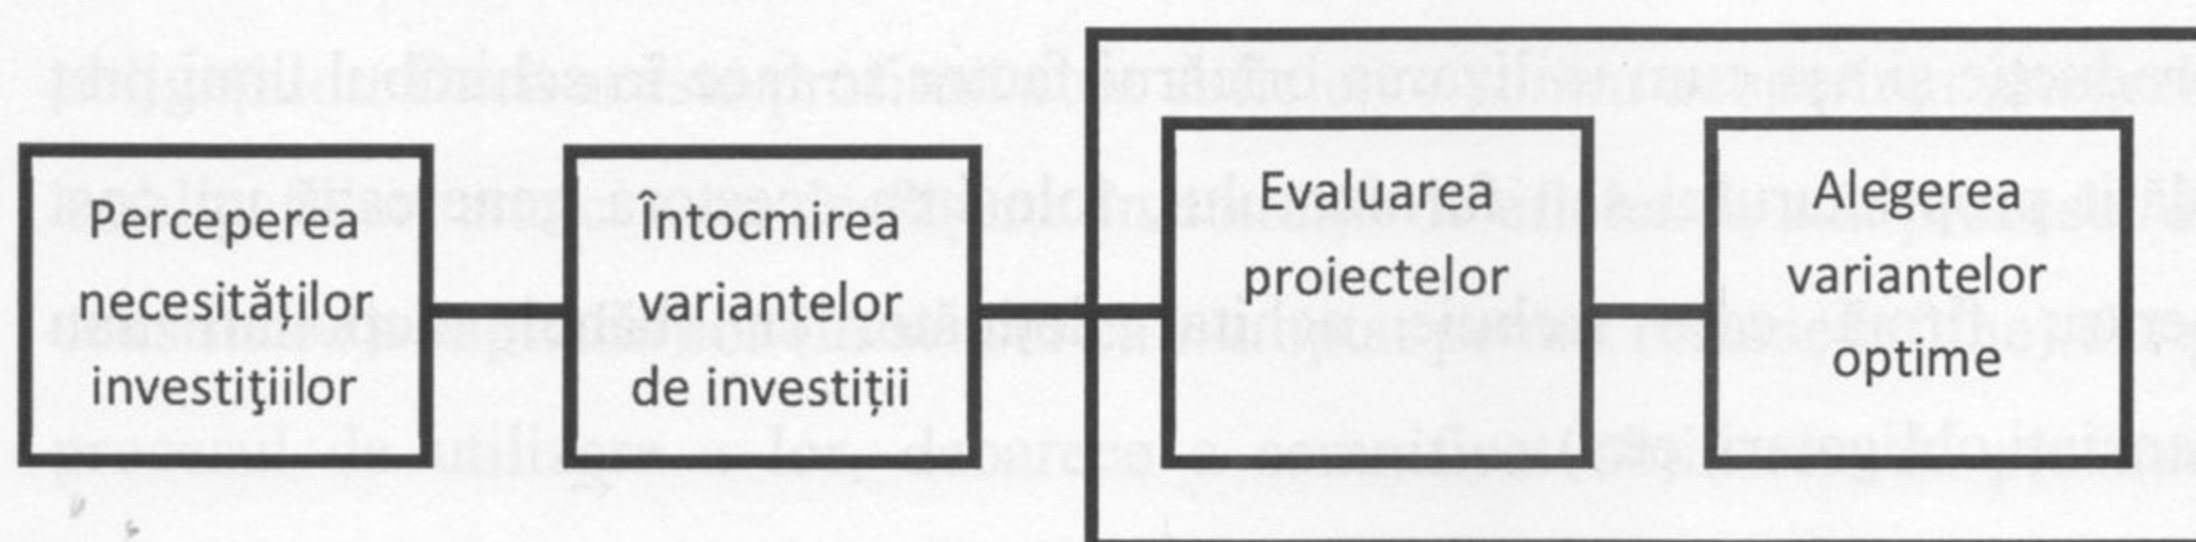 Perceperea
necesităților
investiţiilor
Întocmirea
variantelor
de investiții
Evaluarea
proiectelor
Alegerea
variantelor
optime